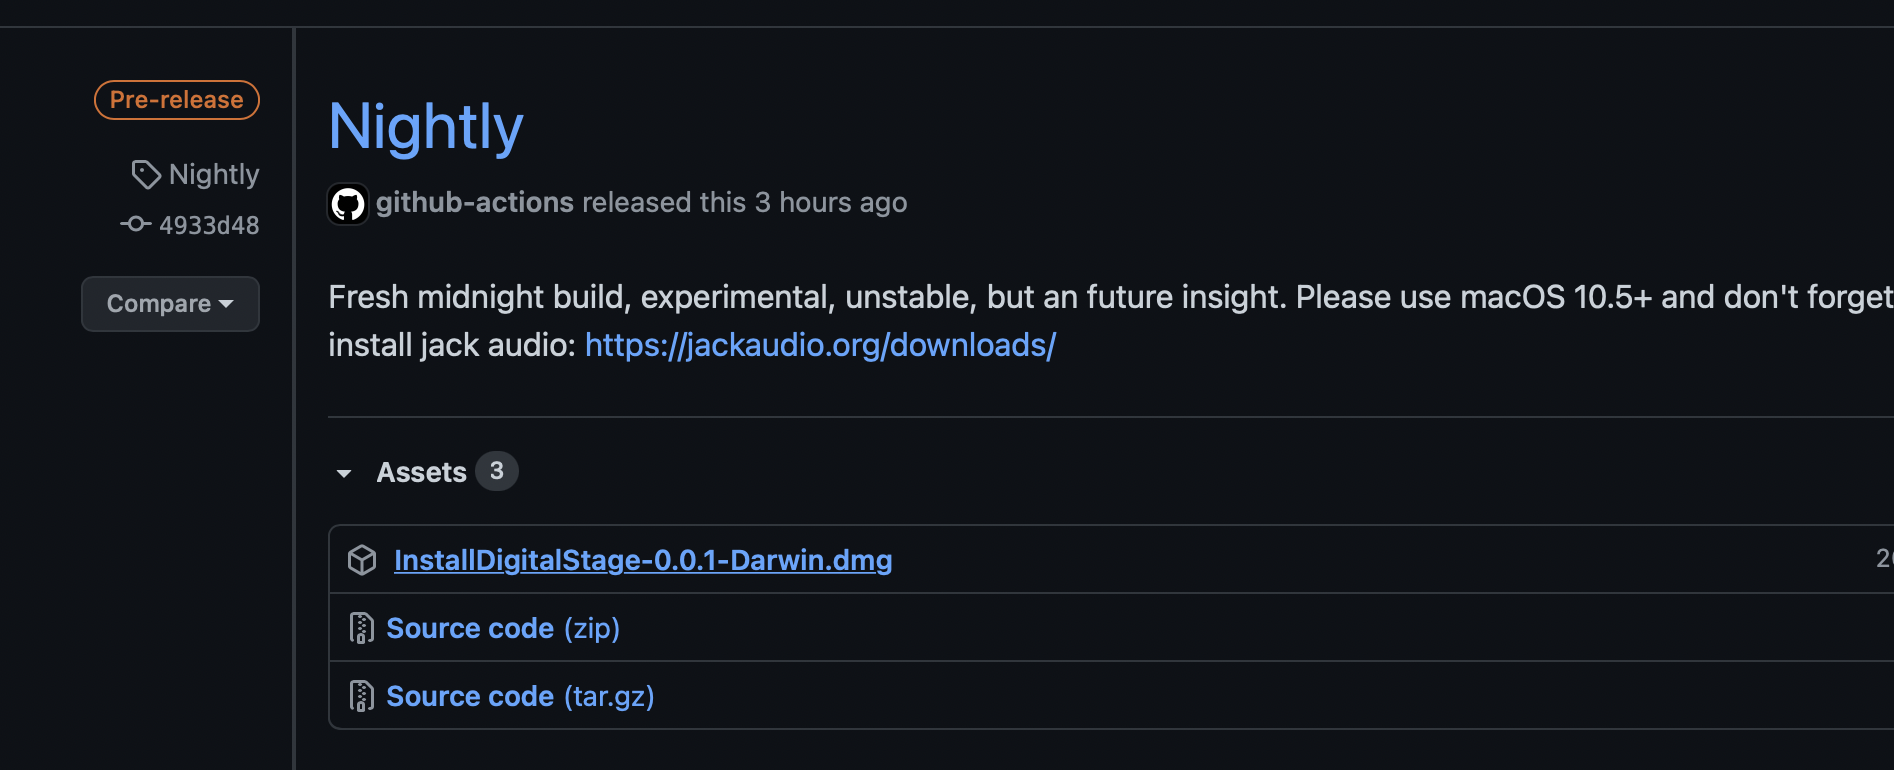 Pre-release
Nightly
4933d48
Compare
Nightly
github-actions released this 3 hours ago
Fresh midnight build, experimental, unstable, but an future insight. Please use macOS 10.5+ and don't forget
install jack audio: https://jackaudio.org/downloads/
Assets 3
InstallDigitalStage-0.0.1-Darwin.dmg
Source code (zip)
Source code (tar.gz)